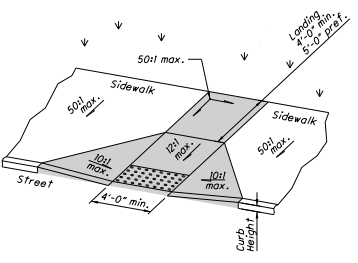 Landing
4'-0" min.
5'-0" pref.
50:1 max.
Sidewalk
50:1
max.
Sidewalk
12:1
max.
50:1
max.
10:1
max.
10:1
max.
Street
4'-0" min.
Curb
Height